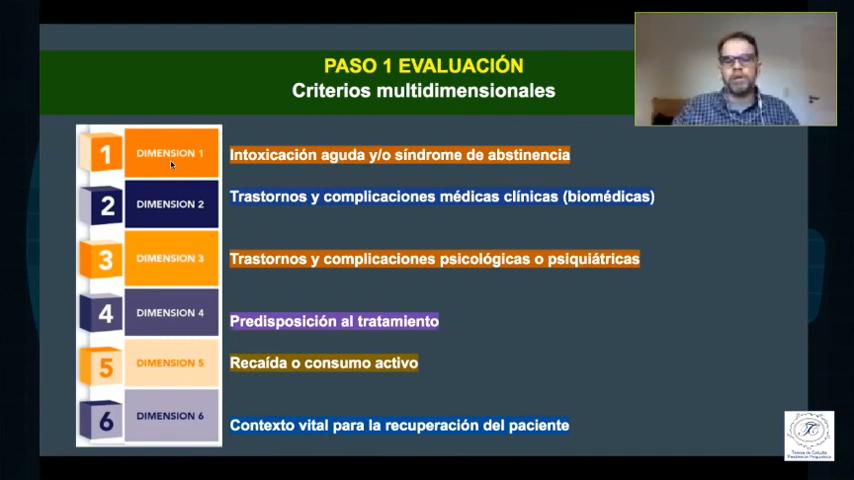 PASO 1 EVALUACIÓN
Criterios multidimensionales
1 DIMENSION 1 Intoxicación aguda y/o síndrome de abstinencia
2 DIMENSION 2 Trastornos y complicaciones médicas clínicas (biomédicas)
3 DIMENSION 3 Trastornos y complicaciones psicológicas o psiquiátricas
4 DIMENSION 4 Predisposición al tratamiento
5 DIMENSION 5 Recaída o consumo activo
6 DIMENSION 6 Contexto vital para la recuperación del paciente